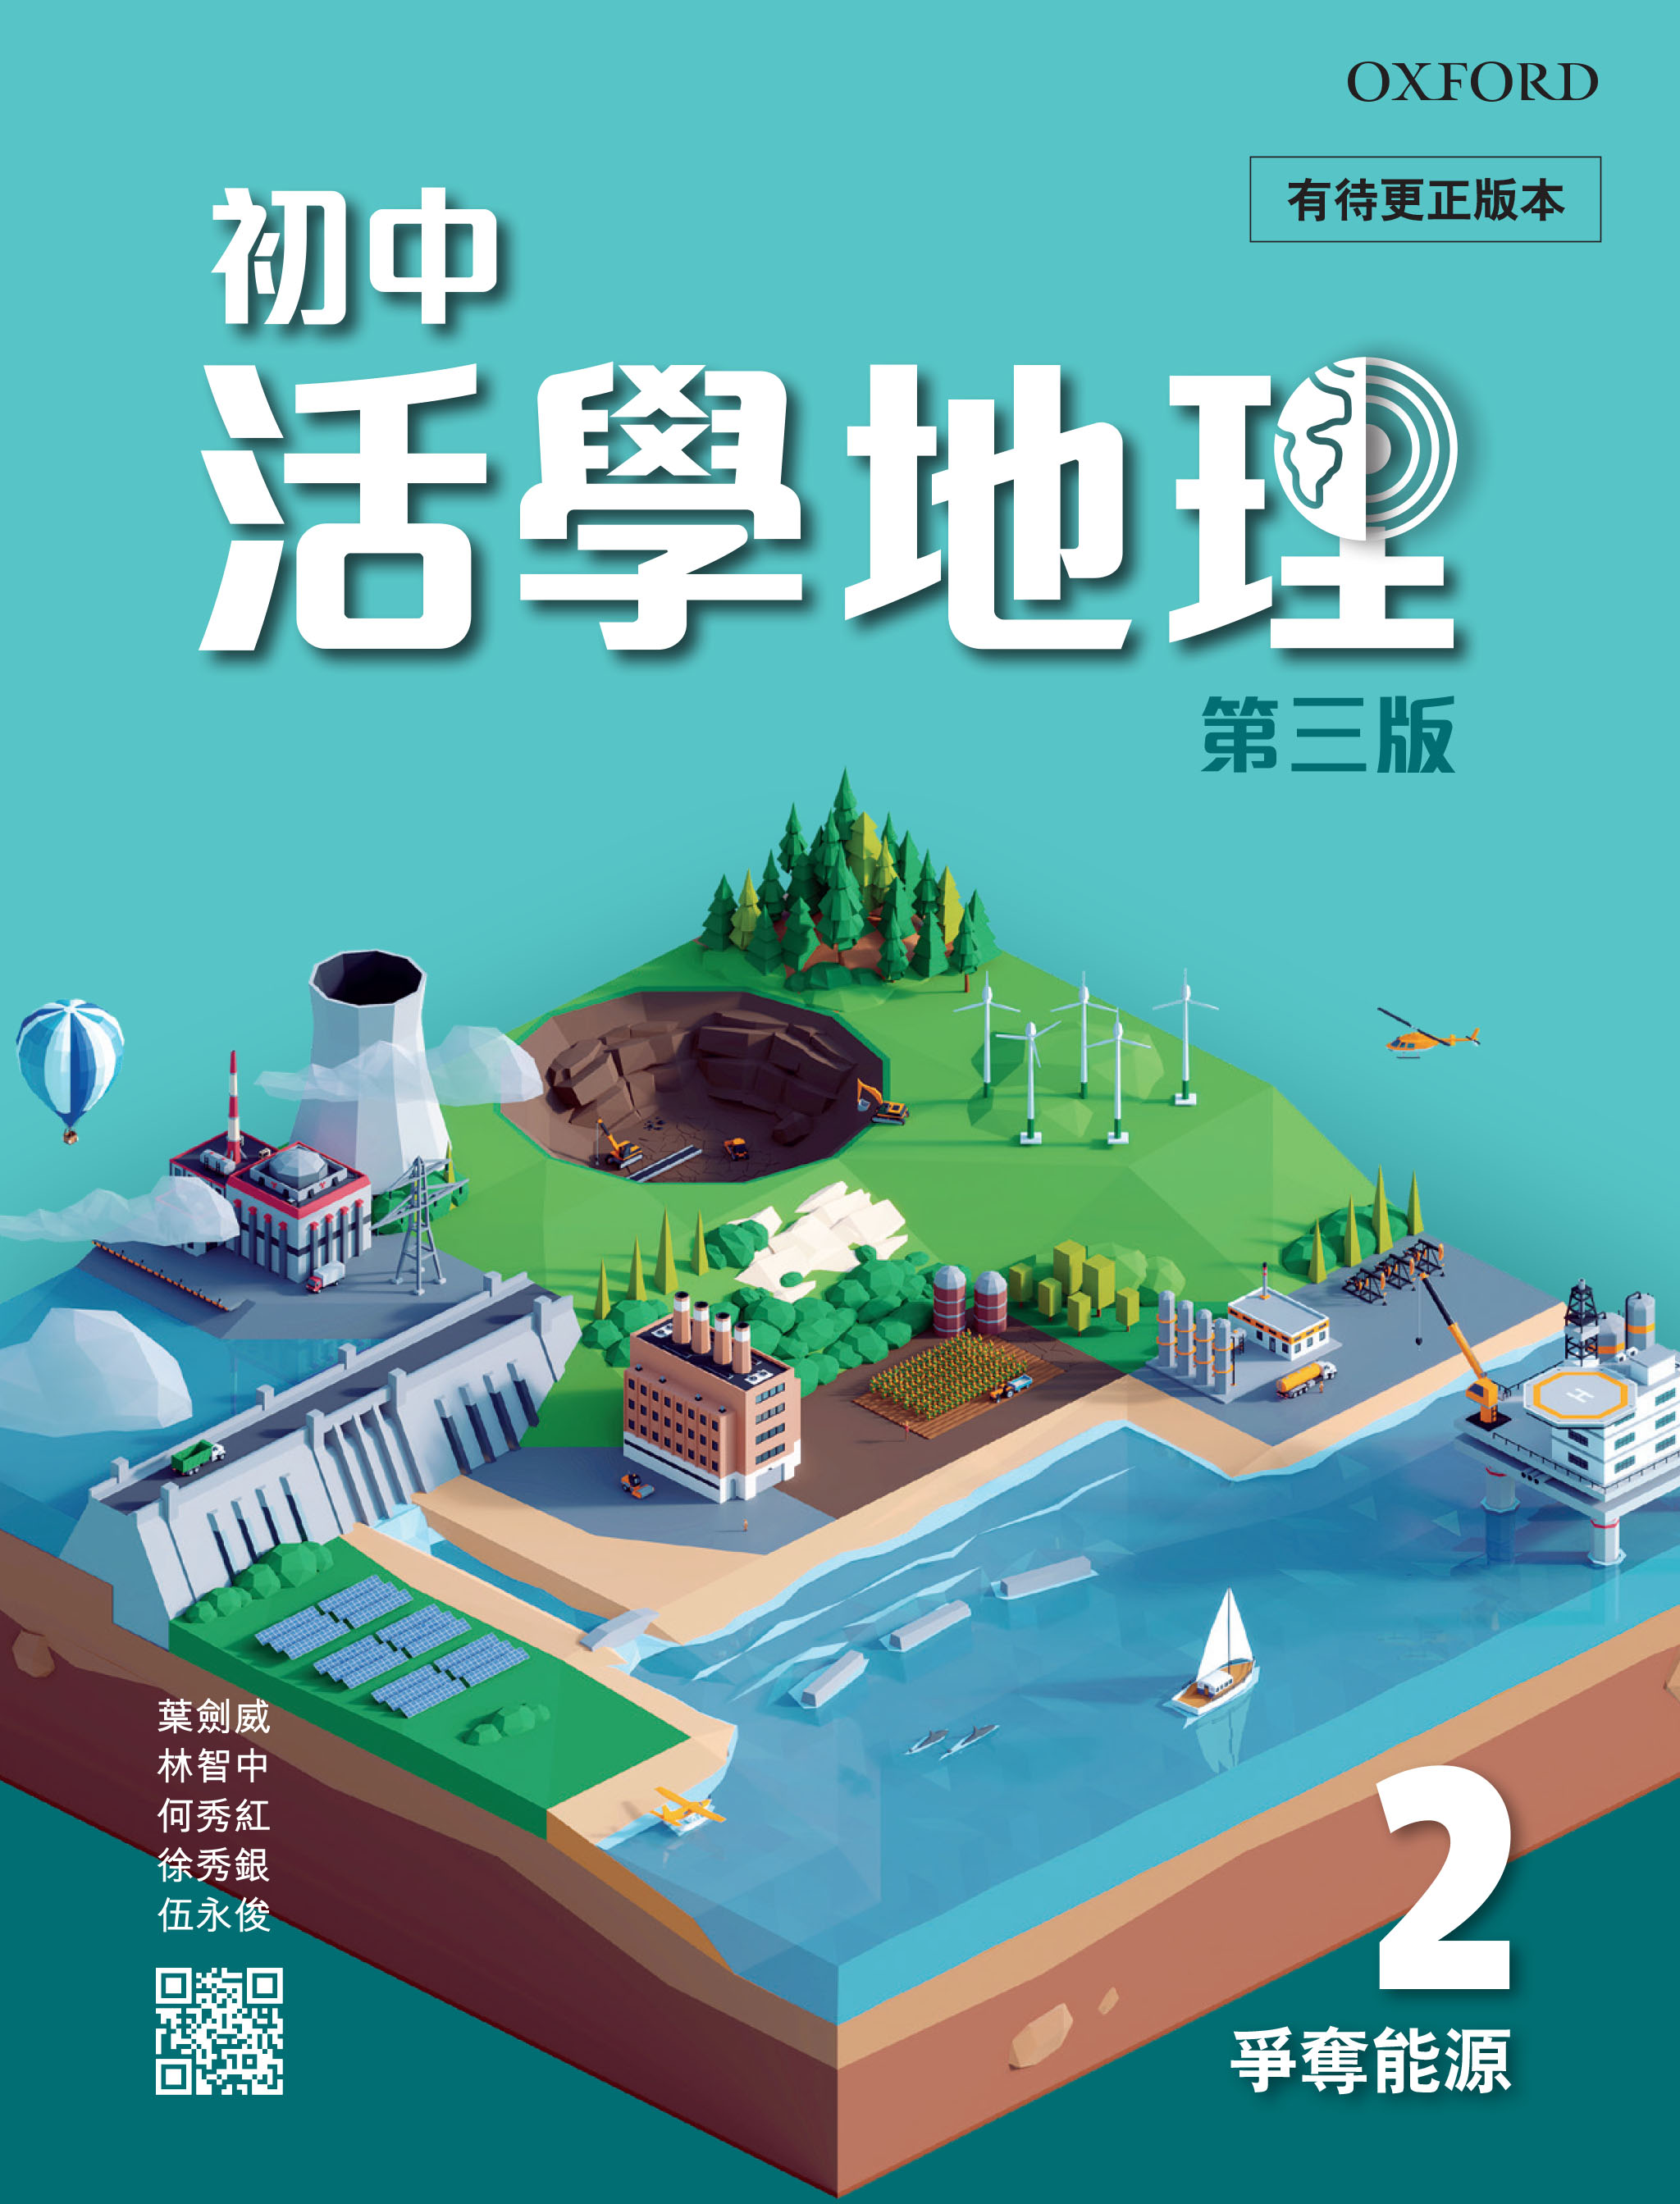 OXFORD
有待更正版本
初中
活學地理
第三版
葉劍威
林智中
何秀紅
徐秀銀
伍永俊
2
爭奪能源